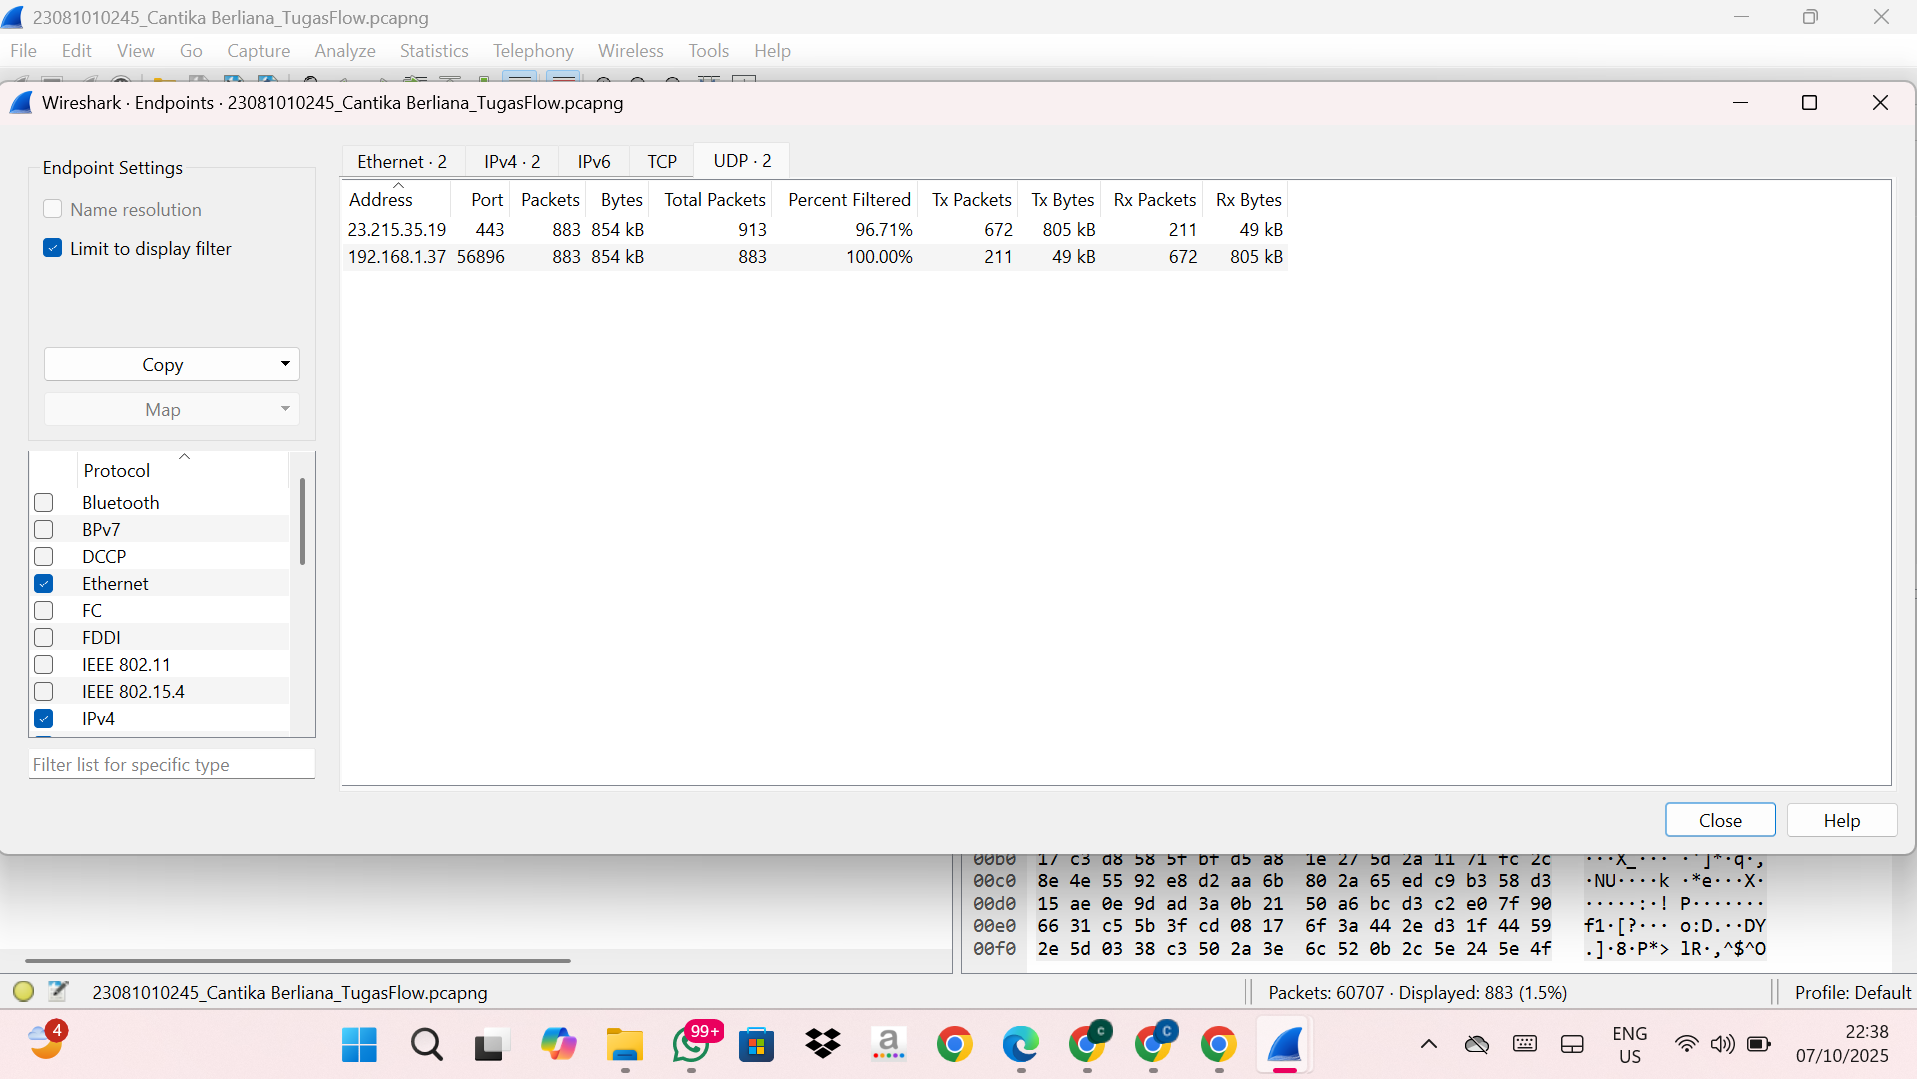 23081010245_Cantika Berliana_TugasFlow.pcapng
File Edit View Go Capture Analyze Statistics Telephony Wireless Tools Help
Wireshark · Endpoints · 23081010245_Cantika Berliana_TugasFlow.pcapng
Endpoint Settings
Name resolution
Limit to display filter
Copy
Map
Protocol
Bluetooth
BPv7
DCCP
Ethernet
FC
FDDI
IEEE 802.11
IEEE 802.15.4
IPv4
Filter list for specific type
Ethernet · 2 IPv4 · 2 IPv6 TCP UDP · 2
Address Port Packets Bytes Total Packets Percent Filtered Tx Packets Tx Bytes Rx Packets Rx Bytes
23.215.35.19 443 883 854 kB 913 96.71% 672 805 kB 211 49 kB
192.168.1.37 56896 883 854 kB 883 100.00% 211 49 kB 672 805 kB
Close Help
00b0 17 c3 d8 58 5f bf d5 a8 1e 27 5d 2a 11 71 fc 2c ···X_··· ·']*·q·,
00c0 8e 4e 55 92 e8 d2 aa 6b 80 2a 65 ed c9 b3 58 d3 ·NU····k ·*e···X·
00d0 15 ae 0e 9d ad 3a 0b 21 50 a6 bc d3 c2 e0 7f 90 ·····:·! P·······
00e0 66 31 c5 5b 3f cd 08 17 6f 3a 44 2e d3 1f 44 59 f1·[?··· o:D.··DY
00f0 2e 5d 03 38 c3 50 2a 3e 6c 52 0b 2c 5e 24 5e 4f .]·8·P*> lR·,^$^O
23081010245_Cantika Berliana_TugasFlow.pcapng Packets: 60707 · Displayed: 883 (1.5%) Profile: Default
4
99+
a
C
C
ENG
US
22:38
07/10/2025